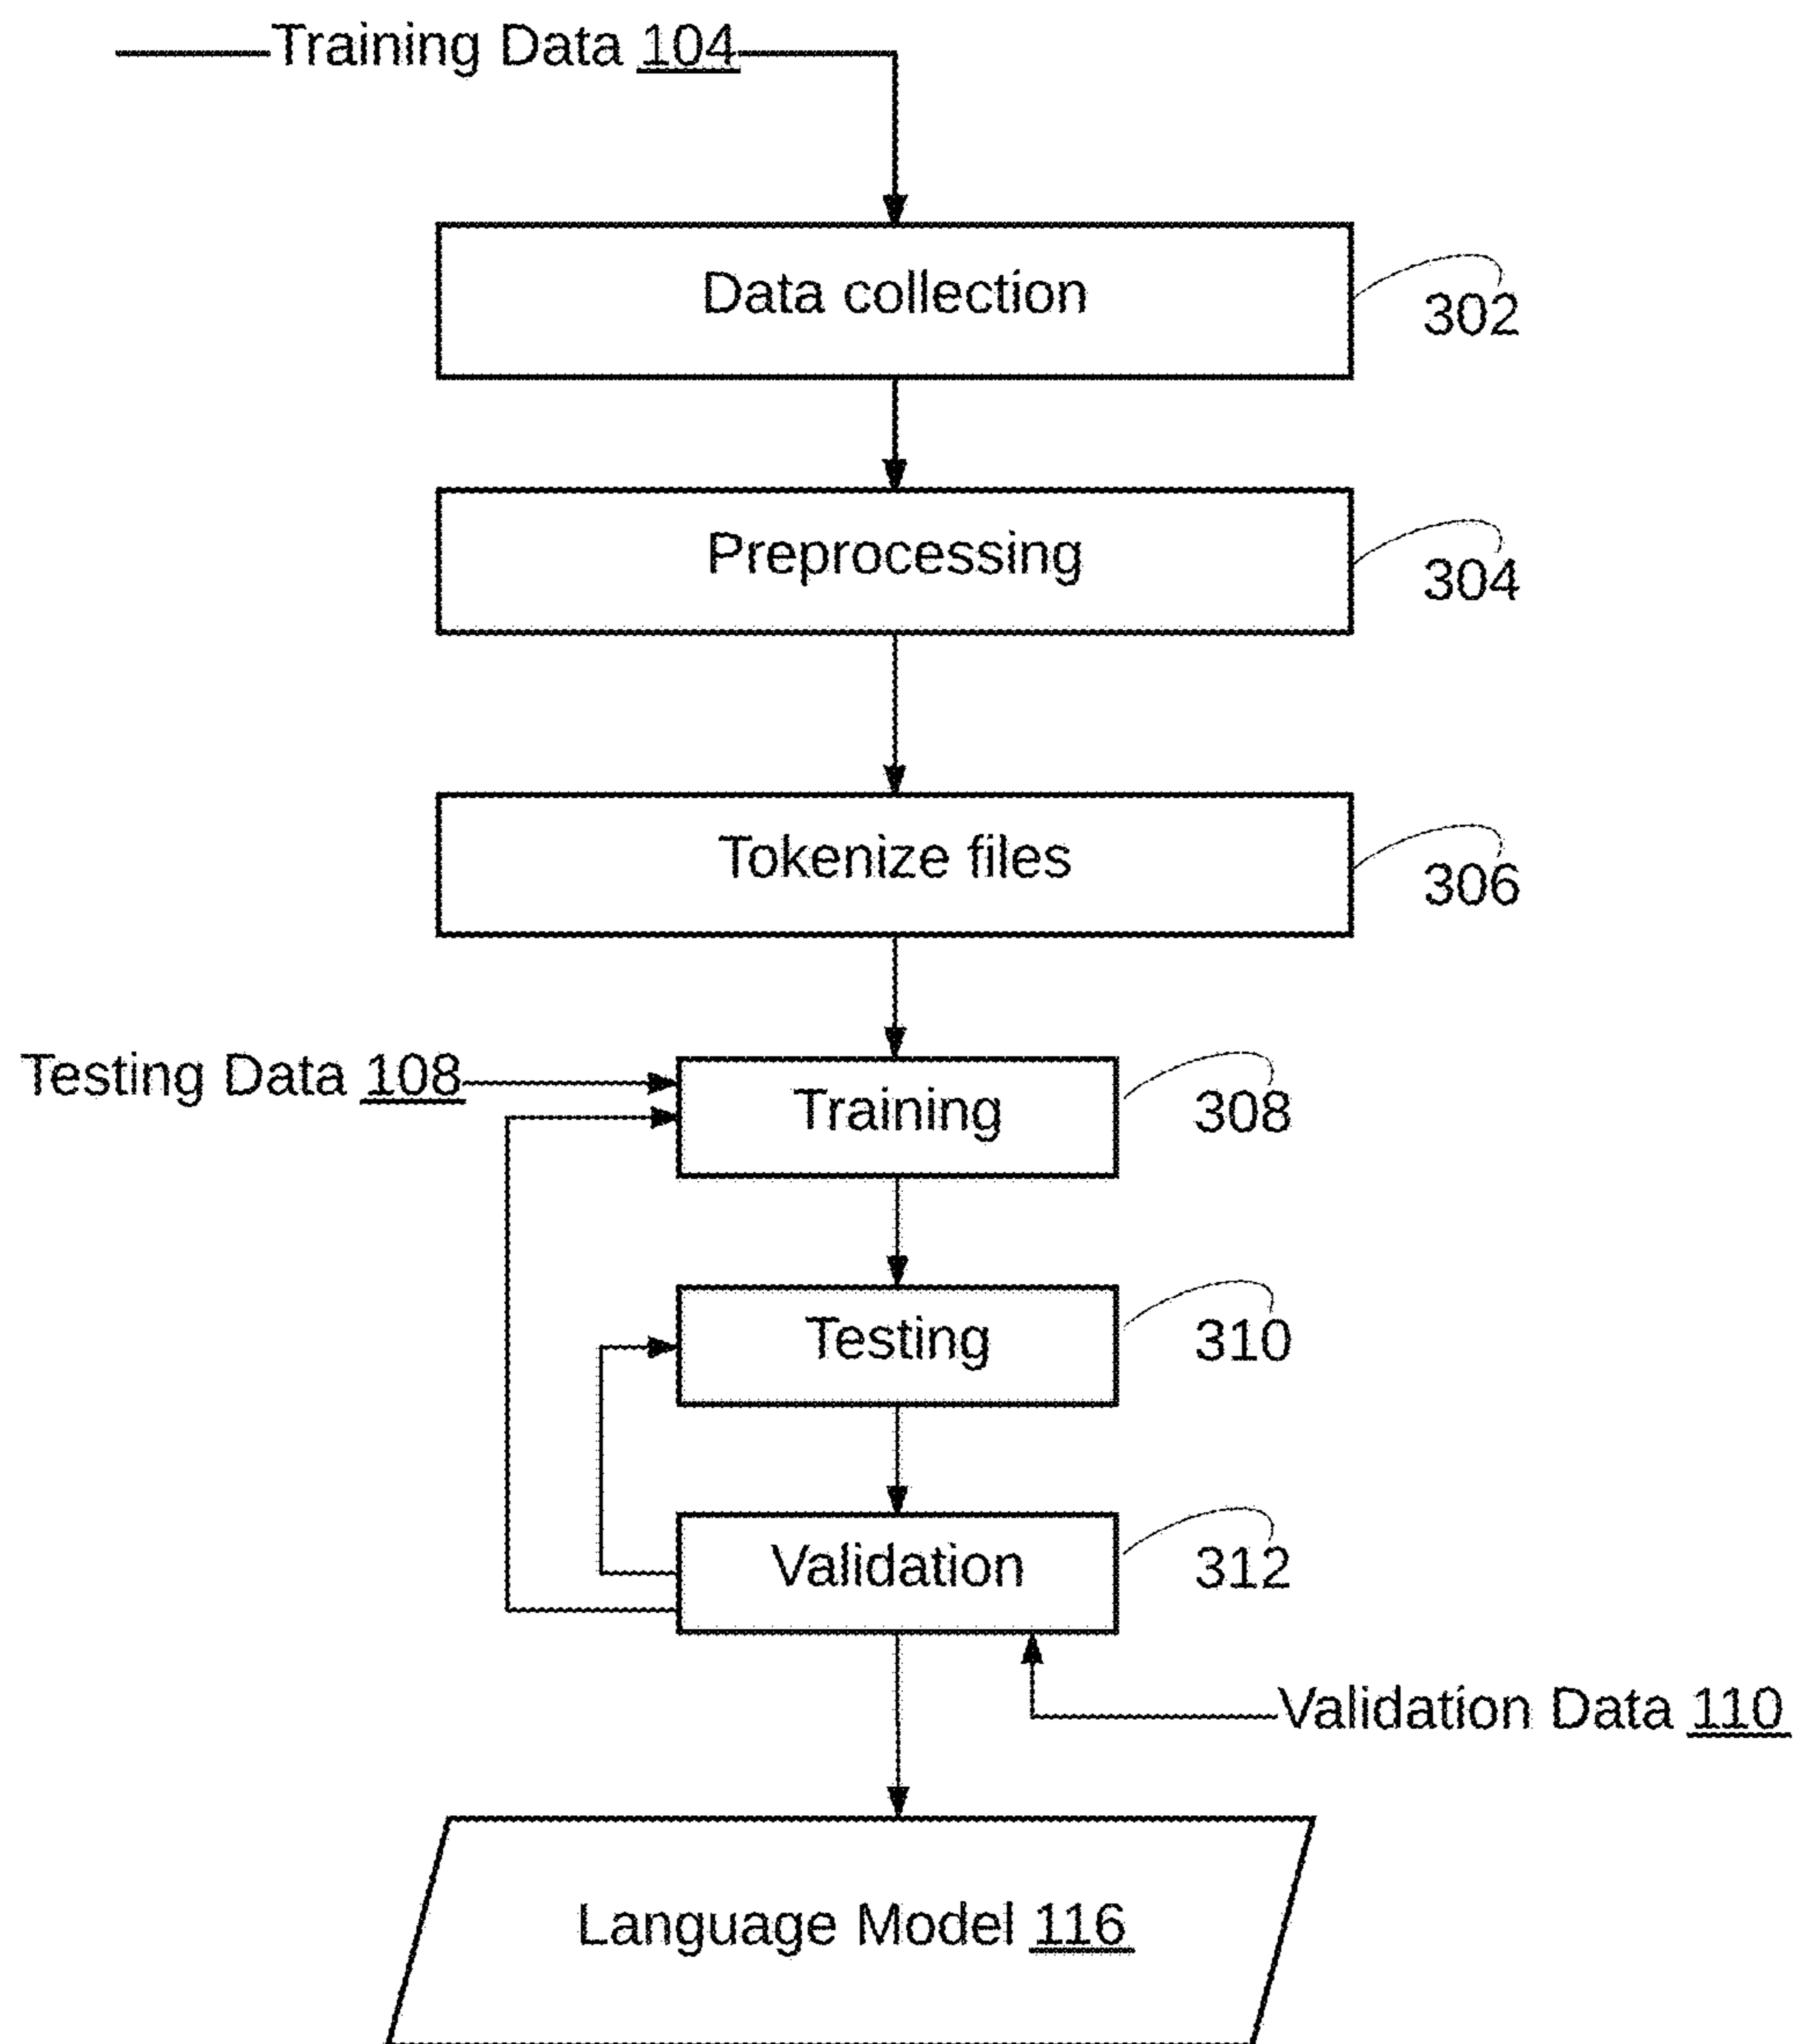 Training Data 104
Data collection
302
Preprocessing
304
Tokenize files
306
Testing Data 108
Training
308
Testing
310
Validation
312
Validation Data 110
Language Model 116